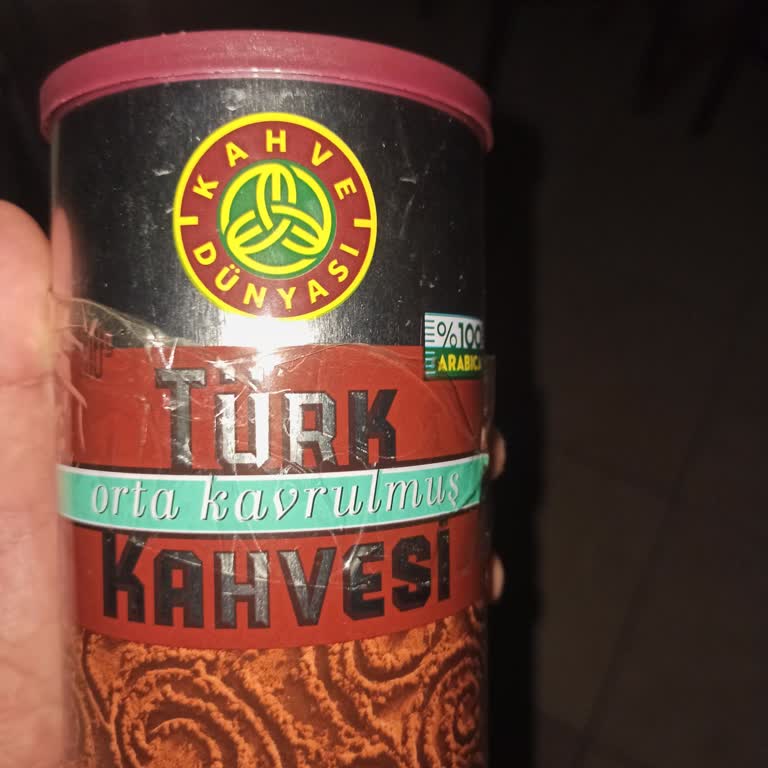 KAHVE
DÜNYASI
%100
ARABICA
TÜRK
orta kavrulmuş
KAHVESİ